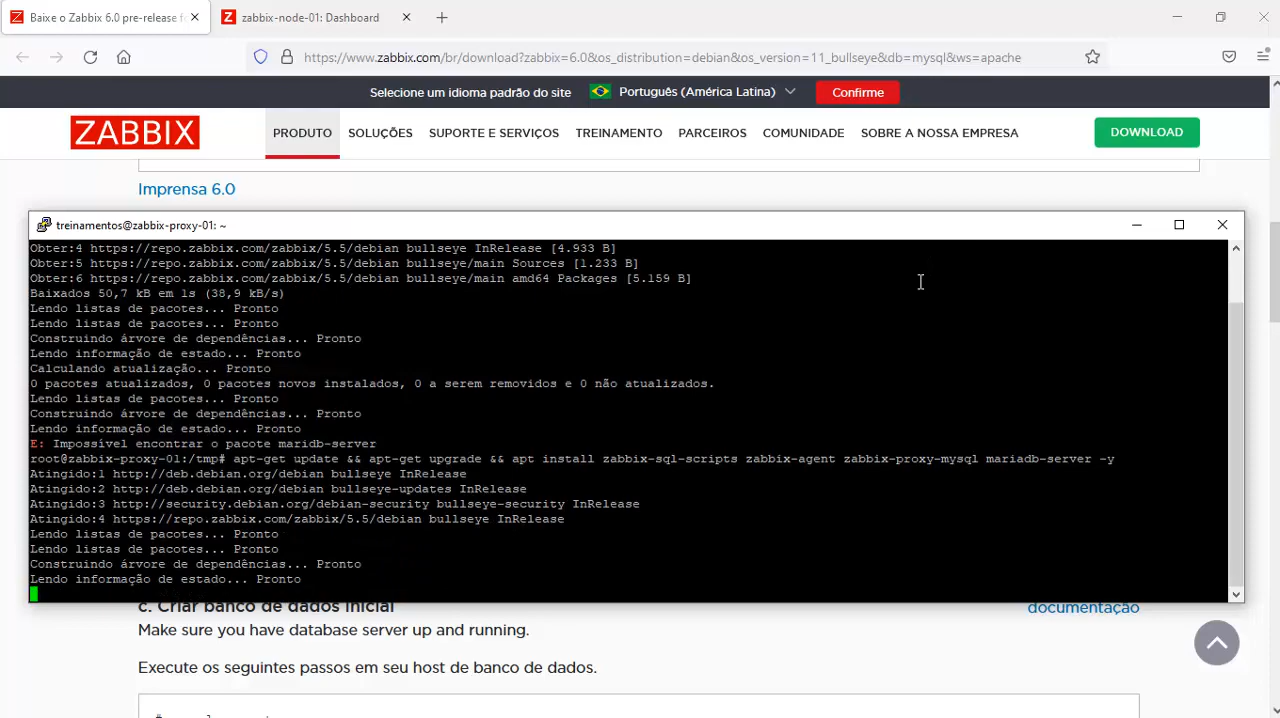 Baixe o Zabbix 6.0 pre-release f
zabbix-node-01: Dashboard
https://www.zabbix.com/br/download?zabbix=6.0&os_distribution=debian&os_version=11_bullseye&db=mysql&ws=apache
Selecione um idioma padrão do site
Português (América Latina)
Confirme
ZABBIX
PRODUTO
SOLUÇÕES
SUPORTE E SERVIÇOS
TREINAMENTO
PARCEIROS
COMUNIDADE
SOBRE A NOSSA EMPRESA
DOWNLOAD
Imprensa 6.0
treinamentos@zabbix-proxy-01: ~
Obter:4 https://repo.zabbix.com/zabbix/5.5/debian bullseye InRelease [4.933 B]
Obter:5 https://repo.zabbix.com/zabbix/5.5/debian bullseye/main Sources [1.233 B]
Obter:6 https://repo.zabbix.com/zabbix/5.5/debian bullseye/main amd64 Packages [5.159 B]
Baixados 50,7 kB em 1s (38,9 kB/s)
Lendo listas de pacotes... Pronto
Lendo listas de pacotes... Pronto
Construindo árvore de dependências... Pronto
Lendo informação de estado... Pronto
Calculando atualização... Pronto
0 pacotes atualizados, 0 pacotes novos instalados, 0 a serem removidos e 0 não atualizados.
Lendo listas de pacotes... Pronto
Construindo árvore de dependências... Pronto
Lendo informação de estado... Pronto
E: Impossível encontrar o pacote maridb-server
root@zabbix-proxy-01:/tmp# apt-get update && apt-get upgrade && apt install zabbix-sql-scripts zabbix-agent zabbix-proxy-mysql mariadb-server -y
Atingido:1 http://deb.debian.org/debian bullseye InRelease
Atingido:2 http://deb.debian.org/debian bullseye-updates InRelease
Atingido:3 http://security.debian.org/debian-security bullseye-security InRelease
Atingido:4 https://repo.zabbix.com/zabbix/5.5/debian bullseye InRelease
Lendo listas de pacotes... Pronto
Lendo listas de pacotes... Pronto
Construindo árvore de dependências... Pronto
Lendo informação de estado... Pronto
c. Criar banco de dados inicial
documentação
Make sure you have database server up and running.
Execute os seguintes passos em seu host de banco de dados.